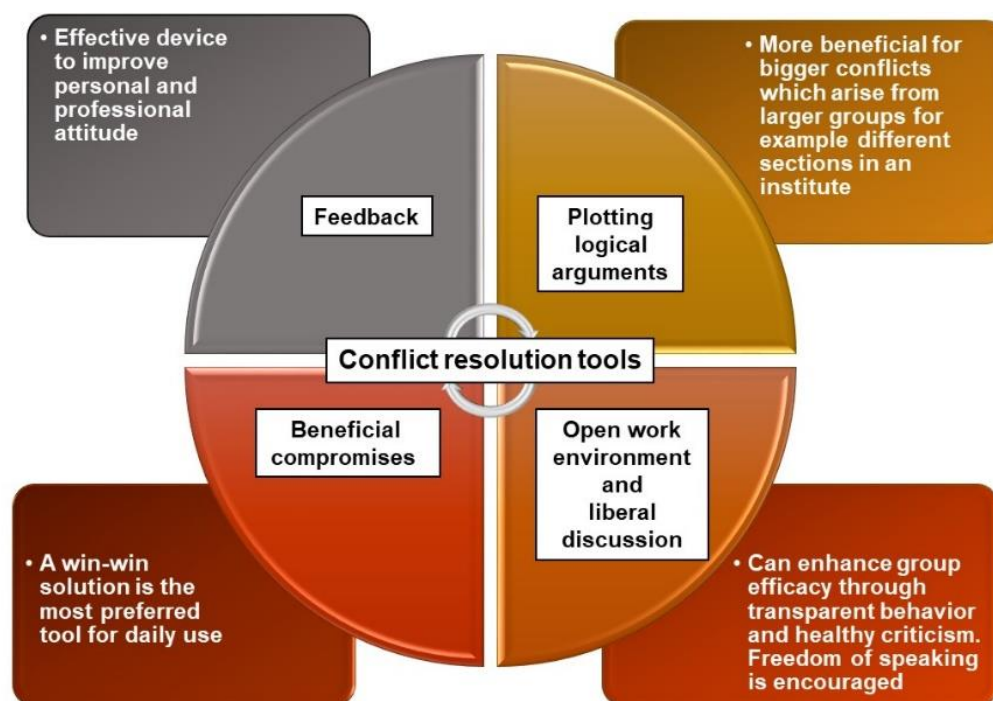 • Effective device
to improve
personal and
professional
attitude
• More beneficial for
bigger conflicts
which arise from
larger groups for
example different
sections in an
institute
Feedback
Plotting
logical
arguments
Conflict resolution tools
Beneficial
compromises
Open work
environment
and
liberal
discussion
• A win-win
solution is the
most preferred
tool for daily use
• Can enhance group
efficacy through
transparent behavior
and healthy criticism.
Freedom of speaking
is encouraged